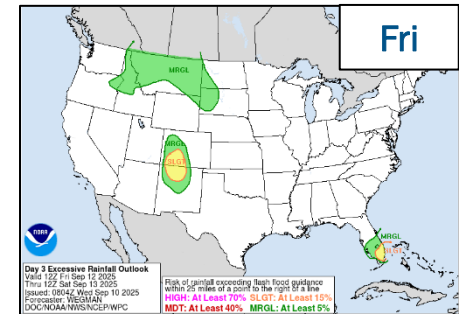 Fri
MRGL
MRGL
SLGT
MRGL
SLGT
NOAA
Day 3 Excessive Rainfall Outlook
Valid 12Z Fri Sep 12 2025
Thru 12Z Sat Sep 13 2025
Issued: 0804Z Wed Sep 10 2025
Forecaster: WEGMAN
DOC/NOAA/NWS/NCEP/WPC
Risk of rainfall exceeding flash flood guidance
within 25 miles of a point to the right of a line
HIGH: At Least 70% SLGT: At Least 15%
MDT: At Least 40% MRGL: At Least 5%